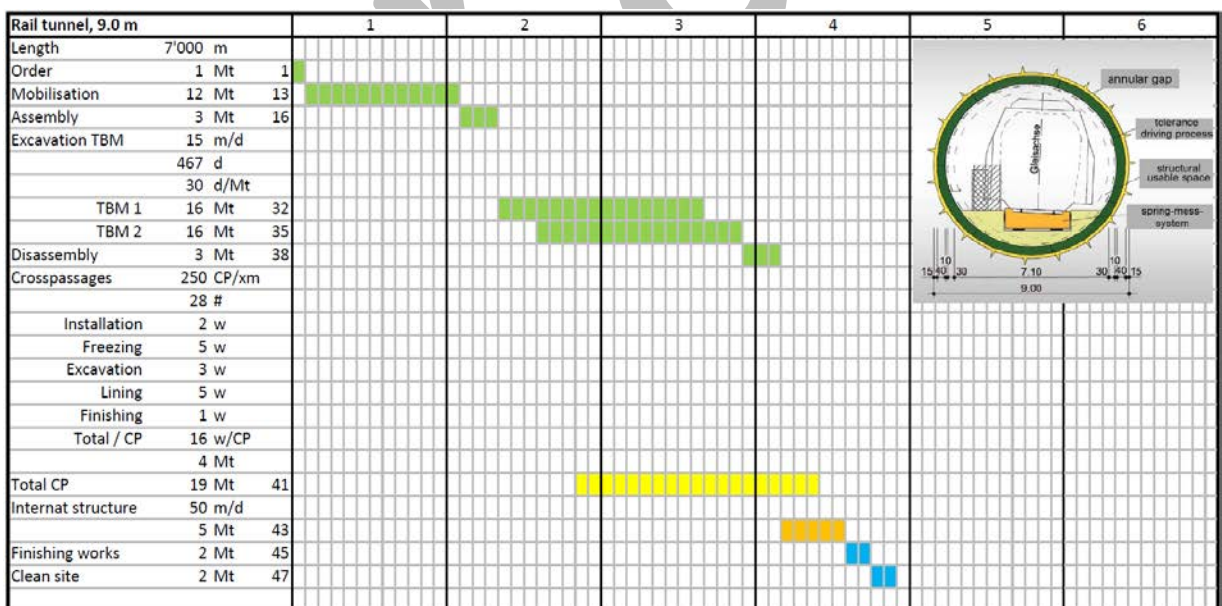 Rail tunnel, 9.0 m 1 2 3 4 5 6
Length 7'000 m
Order 1 Mt 1
Mobilisation 12 Mt 13
Assembly 3 Mt 16
Excavation TBM 15 m/d
467 d
30 d/Mt
TBM 1 16 Mt 32
TBM 2 16 Mt 35
Disassembly 3 Mt 38
Crosspassages 250 CP/xm
28 #
Installation 2 w
Freezing 5 w
Excavation 3 w
Lining 5 w
Finishing 1 w
Total / CP 16 w/CP
4 Mt
Total CP 19 Mt 41
Internat structure 50 m/d
5 Mt 43
Finishing works 2 Mt 45
Clean site 2 Mt 47
annular gap
tolerance
driving process
Gleisachse
structural
usable space
spring-mess-
system
10 10
15 40 30 7.10 30 40 15
9.00